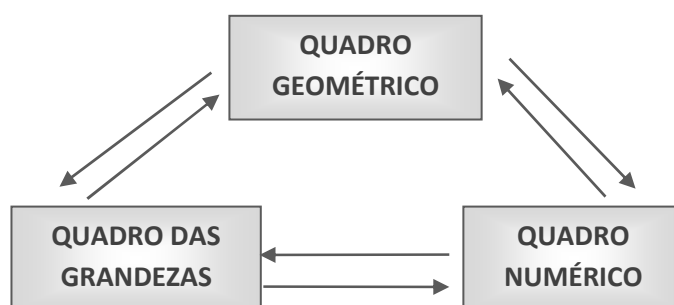 QUADRO
GEOMÉTRICO
QUADRO DAS
GRANDEZAS
QUADRO
NUMÉRICO